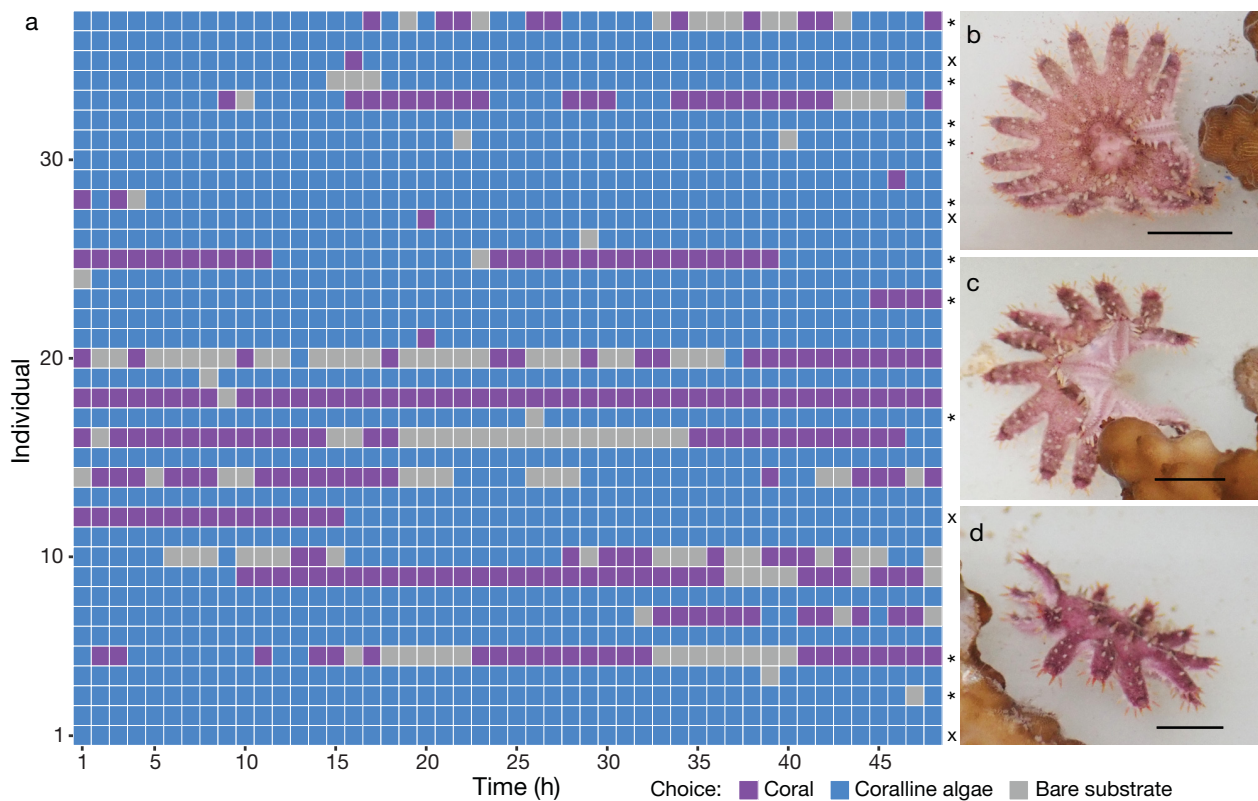 a
*
x
*
*
*
*
x
*
*
*
x
*
*
x
30
20
10
1
Individual
1 5 10 15 20 25 30 35 40 45
Time (h)
Choice: Coral Coralline algae Bare substrate
b
c
d